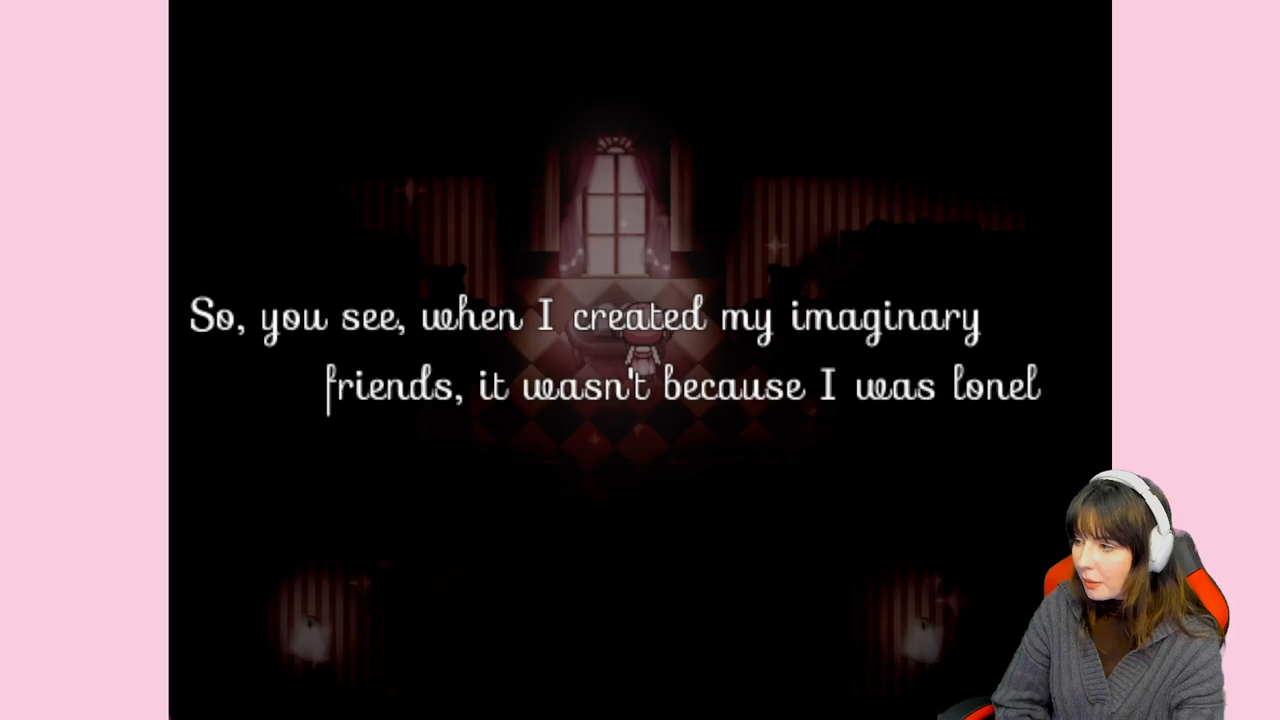 So, you see, when I created my imaginary
friends, it wasn't because I was lonel